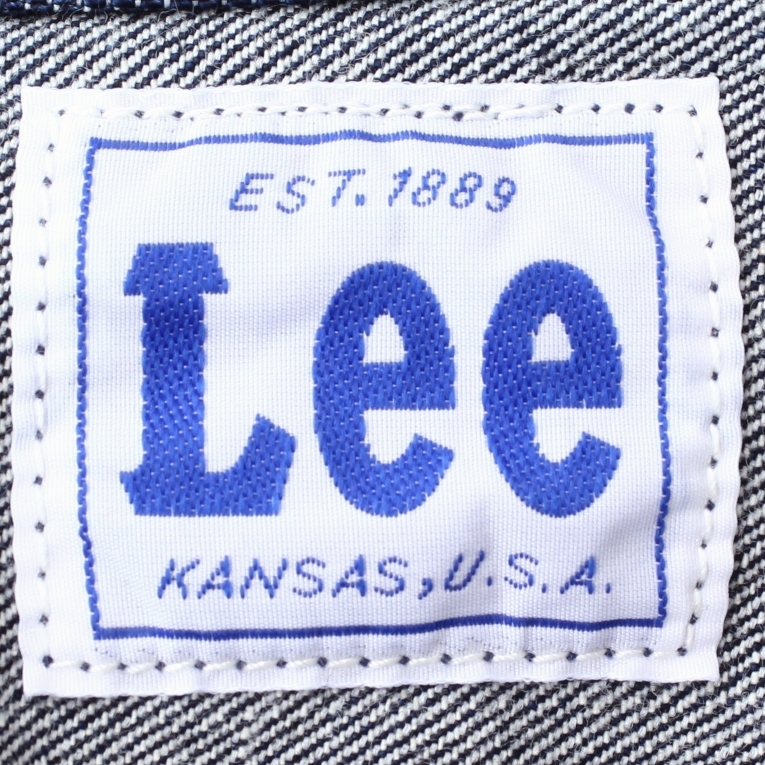 EST. 1889
Lee
KANSAS, U.S.A.